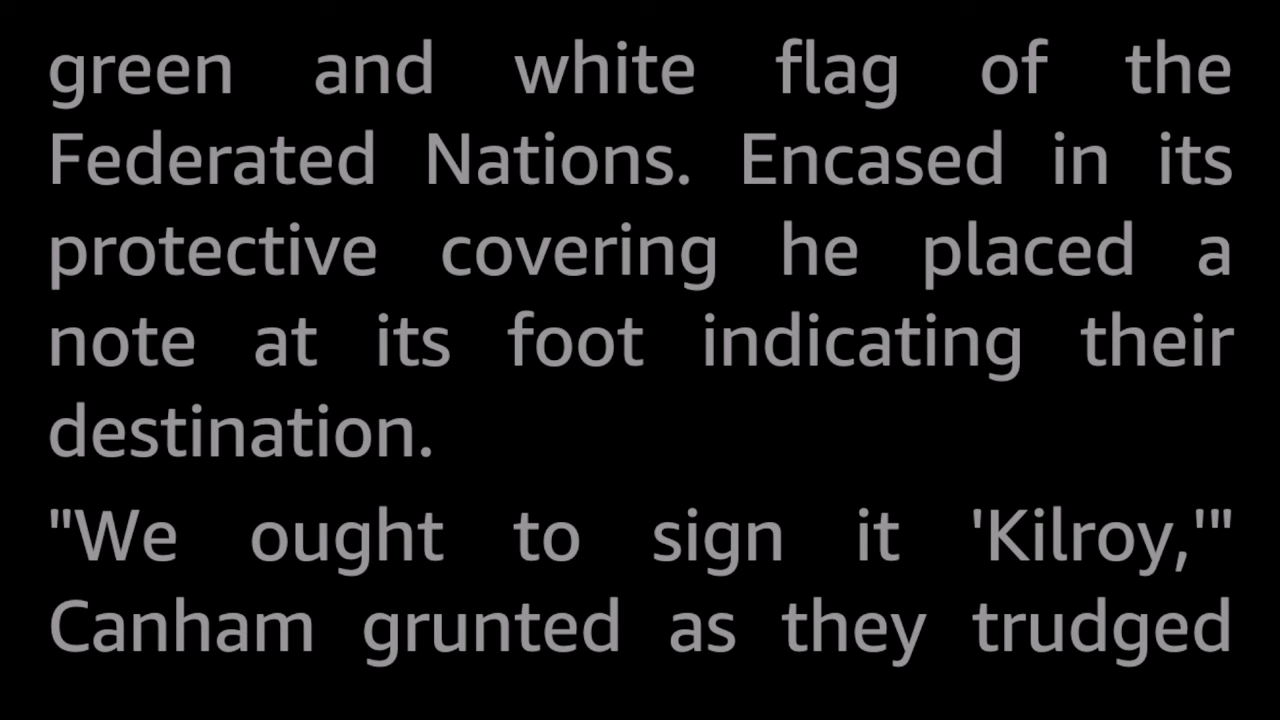 green and white flag of the
Federated Nations. Encased in its
protective covering he placed a
note at its foot indicating their
destination.
"We ought to sign it 'Kilroy,'"
Canham grunted as they trudged